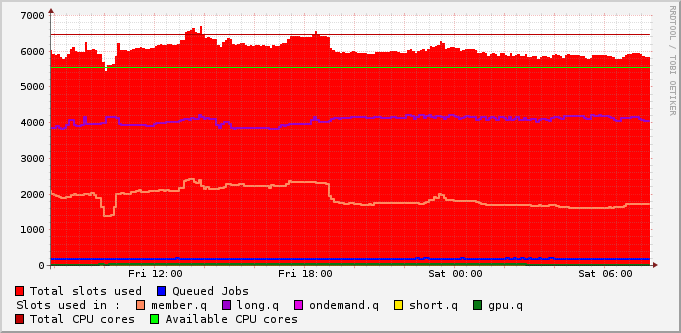 RRDTOOL / TOBI OETIKER
7000
6000
5000
4000
3000
2000
1000
0
Fri 12:00 Fri 18:00 Sat 00:00 Sat 06:00
Total slots used Queued Jobs
Slots used in : member.q long.q ondemand.q short.q gpu.q
Total CPU cores Available CPU cores